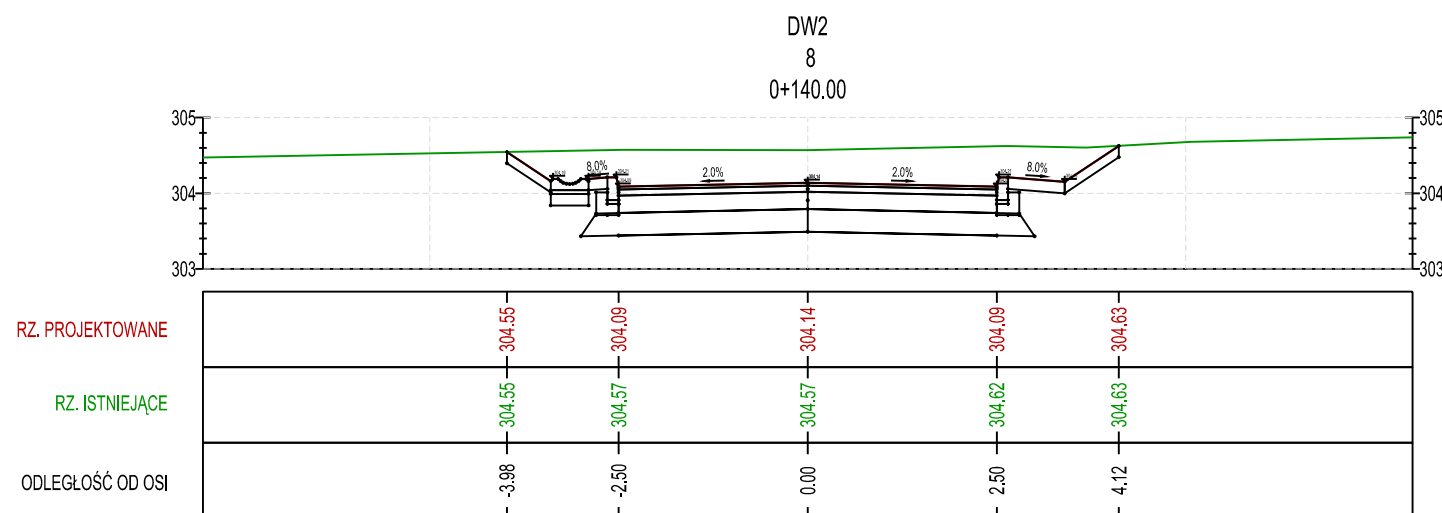 DW2
8
0+140.00
305 305
8.0% 2.0% 2.0% 8.0%
304 304
303 303
RZ. PROJEKTOWANE 304.55 304.09 304.14 304.09 304.63
RZ. ISTNIEJĄCE 304.55 304.57 304.57 304.62 304.63
ODLEGŁOŚĆ OD OSI -3.98 -2.50 0.00 2.50 4.12